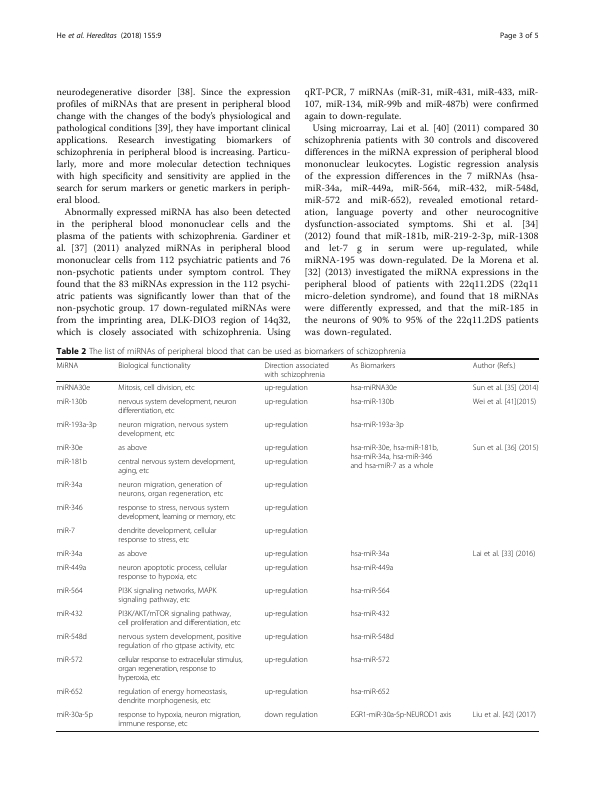 He et al. Hereditas (2018) 155:9
Page 3 of 5
neurodegenerative disorder [38]. Since the expression
profiles of miRNAs that are present in peripheral blood
change with the changes of the body's physiological and
pathological conditions [39], they have important clinical
applications. Research investigating biomarkers of
schizophrenia in peripheral blood is increasing. Particu-
larly, more and more molecular detection techniques
with high specificity and sensitivity are applied in the
search for serum markers or genetic markers in periph-
eral blood.
Abnormally expressed miRNA has also been detected
in the peripheral blood mononuclear cells and the
plasma of the patients with schizophrenia. Gardiner et
al. [37] (2011) analyzed miRNAs in peripheral blood
mononuclear cells from 112 psychiatric patients and 76
non-psychotic patients under symptom control. They
found that the 83 miRNAs expression in the 112 psychi-
atric patients was significantly lower than that of the
non-psychotic group. 17 down-regulated miRNAs were
from the imprinting area, DLK-DIO3 region of 14q32,
which is closely associated with schizophrenia. Using
qRT-PCR, 7 miRNAs (miR-31, miR-431, miR-433, miR-
107, miR-134, miR-99b and miR-487b) were confirmed
again to down-regulate.
Using microarray, Lai et al. [40] (2011) compared 30
schizophrenia patients with 30 controls and discovered
differences in the miRNA expression of peripheral blood
mononuclear leukocytes. Logistic regression analysis
of the expression differences in the 7 miRNAs (hsa-
miR-34a, miR-449a, miR-564, miR-432, miR-548d,
miR-572 and miR-652), revealed emotional retard-
ation, language poverty and other neurocognitive
dysfunction-associated symptoms. Shi et al. [34]
(2012) found that miR-181b, miR-219-2-3p, miR-1308
and let-7 g in serum were up-regulated, while
miRNA-195 was down-regulated. De la Morena et al.
[32] (2013) investigated the miRNA expressions in the
peripheral blood of patients with 22q11.2DS (22q11
micro-deletion syndrome), and found that 18 miRNAs
were differently expressed, and that the miR-185 in
the neurons of 90% to 95% of the 22q11.2DS patients
was down-regulated.
Table 2 The list of miRNAs of peripheral blood that can be used as biomarkers of schizophrenia
MiRNA Biological functionality Direction associated As Biomarkers Author (Refs.)
with schizophrenia
miRNA30e Mitosis, cell division, etc up-regulation hsa-miRNA30e Sun et al. [35] (2014)
miR-130b nervous system development, neuron up-regulation hsa-miR-130b Wei et al. [41](2015)
differentiation, etc
miR-193a-3p neuron migration, nervous system up-regulation hsa-miR-193a-3p
development, etc
miR-30e as above up-regulation hsa-miR-30e, hsa-miR-181b, Sun et al. [36] (2015)
hsa-miR-34a, hsa-miR-346
miR-181b central nervous system development, up-regulation and hsa-miR-7 as a whole
aging, etc
miR-34a neuron migration, generation of up-regulation
neurons, organ regeneration, etc
miR-346 response to stress, nervous system up-regulation
development, learning or memory, etc
miR-7 dendrite development, cellular up-regulation
response to stress, etc
miR-34a as above up-regulation hsa-miR-34a Lai et al. [33] (2016)
miR-449a neuron apoptotic process, cellular up-regulation hsa-miR-449a
response to hypoxia, etc
miR-564 PI3K signaling networks, MAPK up-regulation hsa-miR-564
signaling pathway, etc
miR-432 PI3K/AKT/mTOR signaling pathway, up-regulation hsa-miR-432
cell proliferation and differentiation, etc
miR-548d nervous system development, positive up-regulation hsa-miR-548d
regulation of rho gtpase activity, etc
miR-572 cellular response to extracellular stimulus, up-regulation hsa-miR-572
organ regeneration, response to
hyperoxia, etc
miR-652 regulation of energy homeostasis, up-regulation hsa-miR-652
dendrite morphogenesis, etc
miR-30a-5p response to hypoxia, neuron migration, down regulation EGR1-miR-30a-5p-NEUROD1 axis Liu et al. [42] (2017)
immune response, etc